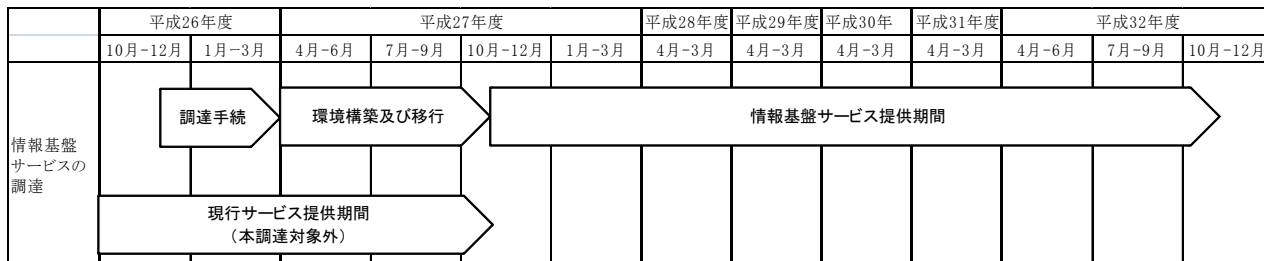 平成26年度 平成27年度 平成28年度 平成29年度 平成30年 平成31年度 平成32年度
10月-12月 1月-3月 4月-6月 7月-9月 10月-12月 1月-3月 4月-3月 4月-3月 4月-3月 4月-3月 4月-6月 7月-9月 10月-12月
調達手続 環境構築及び移行 情報基盤サービス提供期間
情報基盤
サービスの
調達
現行サービス提供期間
（本調達対象外）